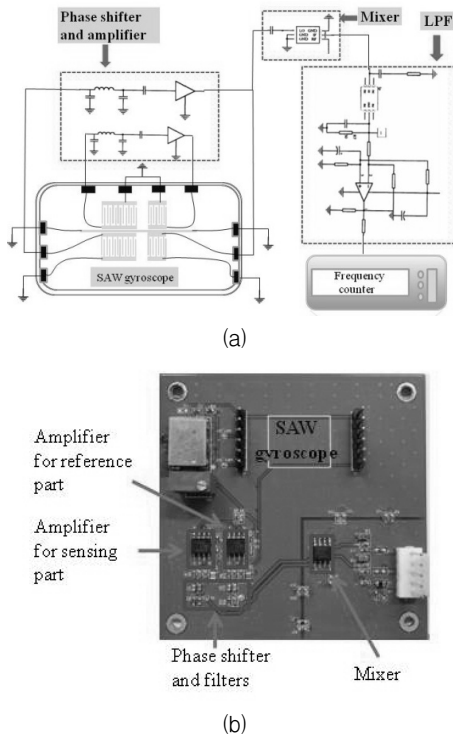 Phase shifter
and amplifier
Mixer
LPF
SAW gyroscope
Frequency
counter
(a)
SAW
gyroscope
Amplifier
for reference
part
Amplifier
for sensing
part
Phase shifter
and filters
Mixer
(b)